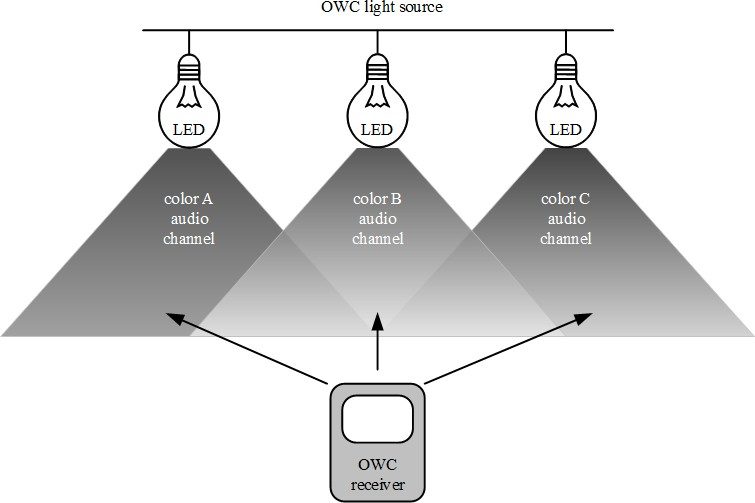 OWC light source
LED
LED
LED
color A
audio
channel
color B
audio
channel
color C
audio
channel
OWC
receiver